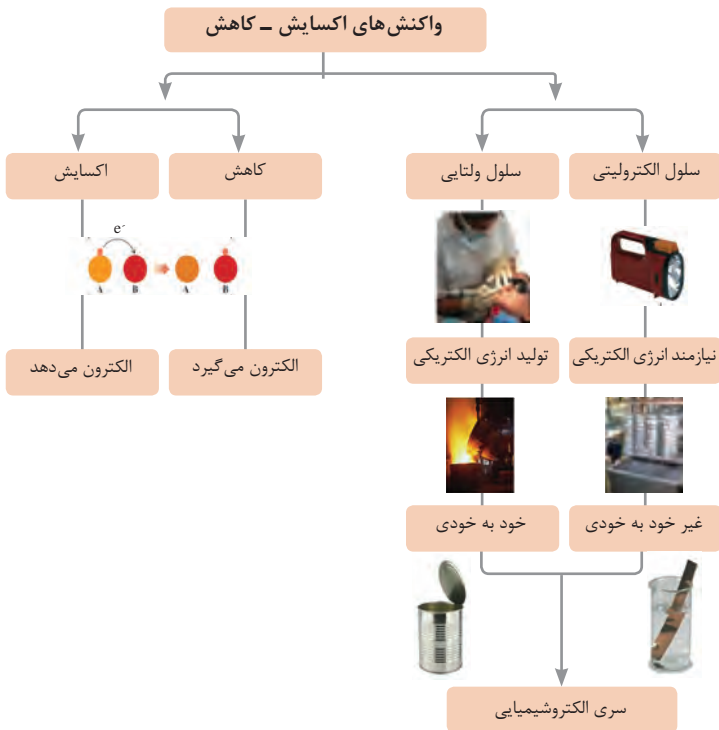 واکنش‌های اکسایش ــ کاهش
سلول الکترولیتی
سلول ولتایی
کاهش
اکسایش
e-
A
B
A
B
نیازمند انرژی الکتریکی
تولید انرژی الکتریکی
الکترون می‌گیرد
الکترون می‌دهد
غیر خود به خودی
خود به خودی
سری الکتروشیمیایی